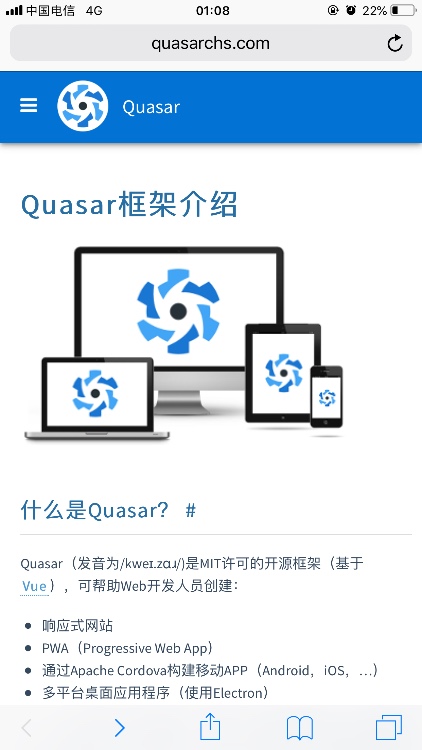 中国电信 4G 01:08 22%
quasarchs.com
Quasar
Quasar框架介绍
什么是Quasar? #
Quasar（发音为/kweɪ.zɑɹ/)是MIT许可的开源框架（基于
Vue），可帮助Web开发人员创建：
响应式网站
PWA（Progressive Web App）
通过Apache Cordova构建移动APP（Android，iOS，…）
多平台桌面应用程序（使用Electron）